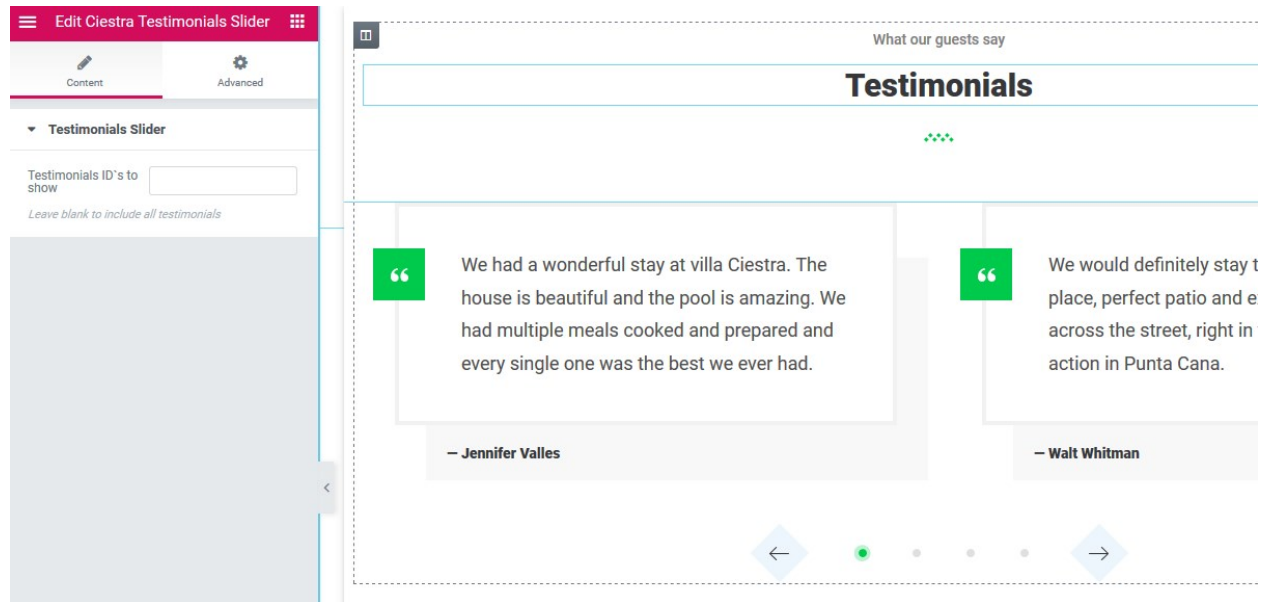 Edit Ciestra Testimonials Slider
Content
Advanced
Testimonials Slider
Testimonials ID`s to
show
Leave blank to include all testimonials
What our guests say
Testimonials
We had a wonderful stay at villa Ciestra. The
house is beautiful and the pool is amazing. We
had multiple meals cooked and prepared and
every single one was the best we ever had.
— Jennifer Valles
We would definitely stay
place, perfect patio and
across the street, right in
action in Punta Cana.
— Walt Whitman